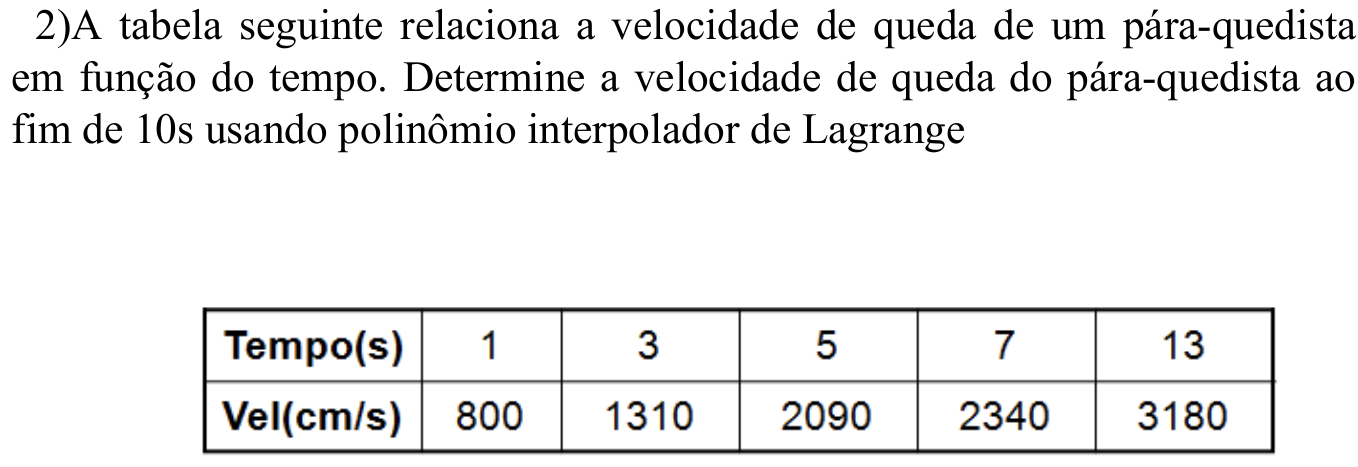 2)A tabela seguinte relaciona a velocidade de queda de um pára-quedista
em função do tempo. Determine a velocidade de queda do pára-quedista ao
fim de 10s usando polinômio interpolador de Lagrange
Tempo(s) 1 3 5 7 13
Vel(cm/s) 800 1310 2090 2340 3180